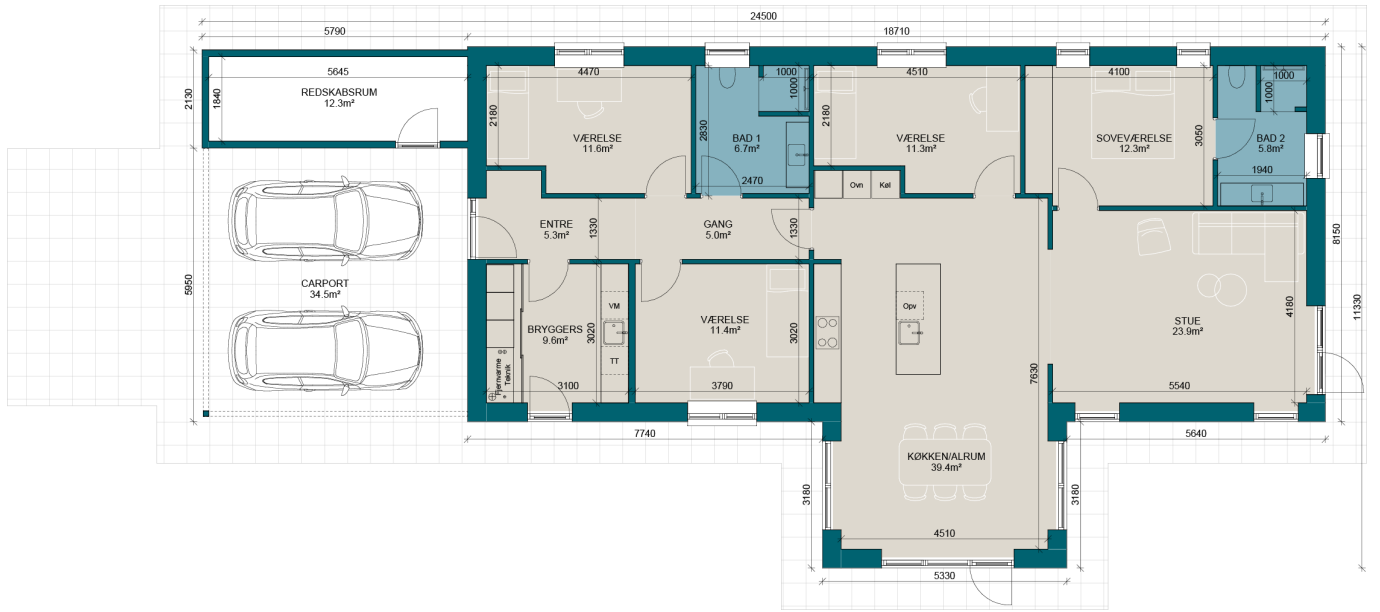 24500
5790
18710
5645
REDSKABSRUM
12.3m²
1840
2130
4470
2180
VÆRELSE
11.6m²
1000
1000
2830
BAD 1
6.7m²
2470
4510
2180
VÆRELSE
11.3m²
4100
SOVEVÆRELSE
12.3m²
3050
1000
1000
BAD 2
5.8m²
1940
Ovn
Køl
ENTRE
5.3m²
1330
GANG
5.0m²
1330
8150
11330
5950
CARPORT
34.5m²
BRYGGERS
9.6m²
3020
VM
TT
Fjernvarme
Teknik
3100
VÆRELSE
11.4m²
3020
3790
Opv
7630
STUE
23.9m²
4180
5540
7740
5640
KØKKEN/ALRUM
39.4m²
3180
3180
4510
5330